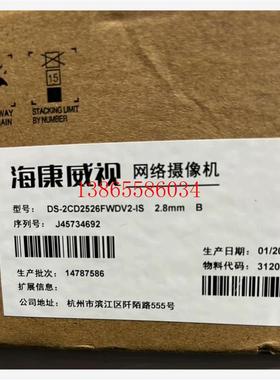 15
STACKING LIMIT
BY NUMBER
海康威视 网络摄像机
13865586034
型号: DS-2CD2526FWDV2-IS 2.8mm B
序列号: J45734692
生产日期: 01/20
生产批次: 14787586
物料代码: 3120
扩展信息:
公司地址: 杭州市滨江区阡陌路555号